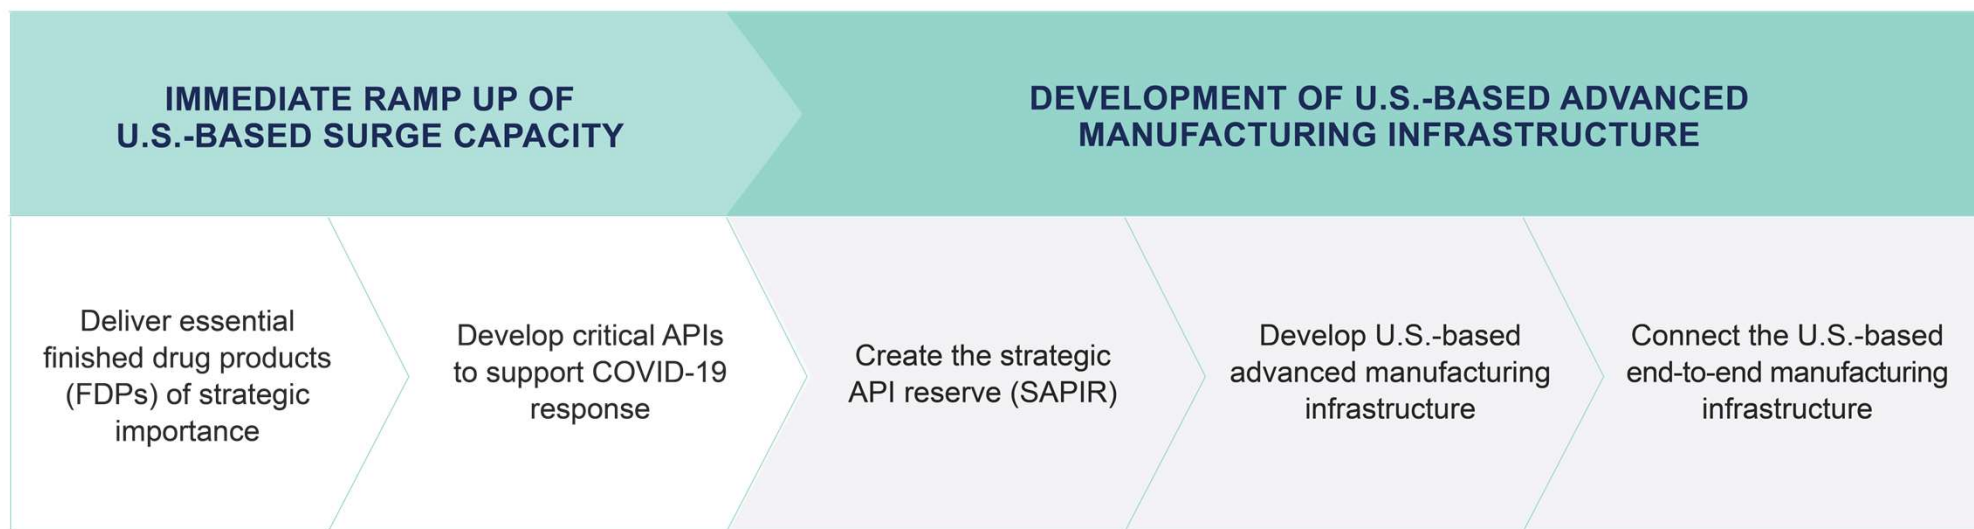 IMMEDIATE RAMP UP OF
U.S.-BASED SURGE CAPACITY
DEVELOPMENT OF U.S.-BASED ADVANCED
MANUFACTURING INFRASTRUCTURE
Deliver essential
finished drug products
(FDPs) of strategic
importance
Develop critical APIs
to support COVID-19
response
Create the strategic
API reserve (SAPIR)
Develop U.S.-based
advanced manufacturing
infrastructure
Connect the U.S.-based
end-to-end manufacturing
infrastructure